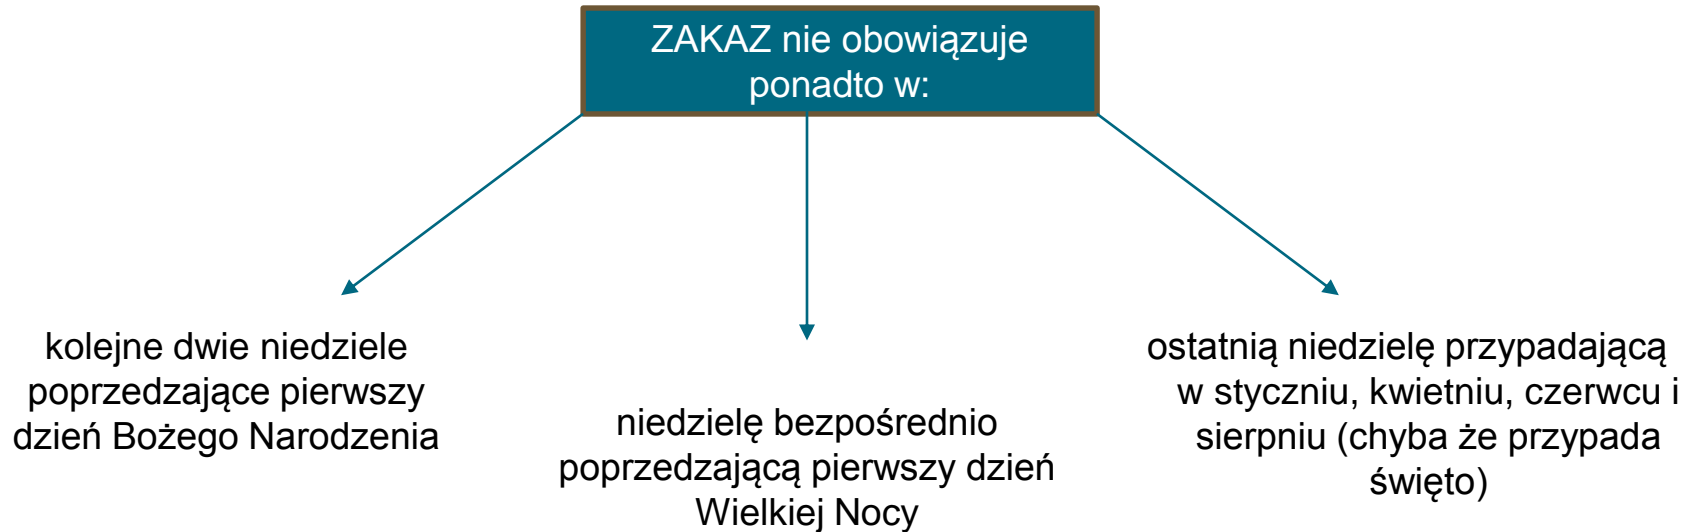 ZAKAZ nie obowiązuje
ponadto w:
kolejne dwie niedziele
poprzedzające pierwszy
dzień Bożego Narodzenia
niedzielę bezpośrednio
poprzedzającą pierwszy dzień
Wielkiej Nocy
ostatnią niedzielę przypadającą
w styczniu, kwietniu, czerwcu i
sierpniu (chyba że przypada
święto)